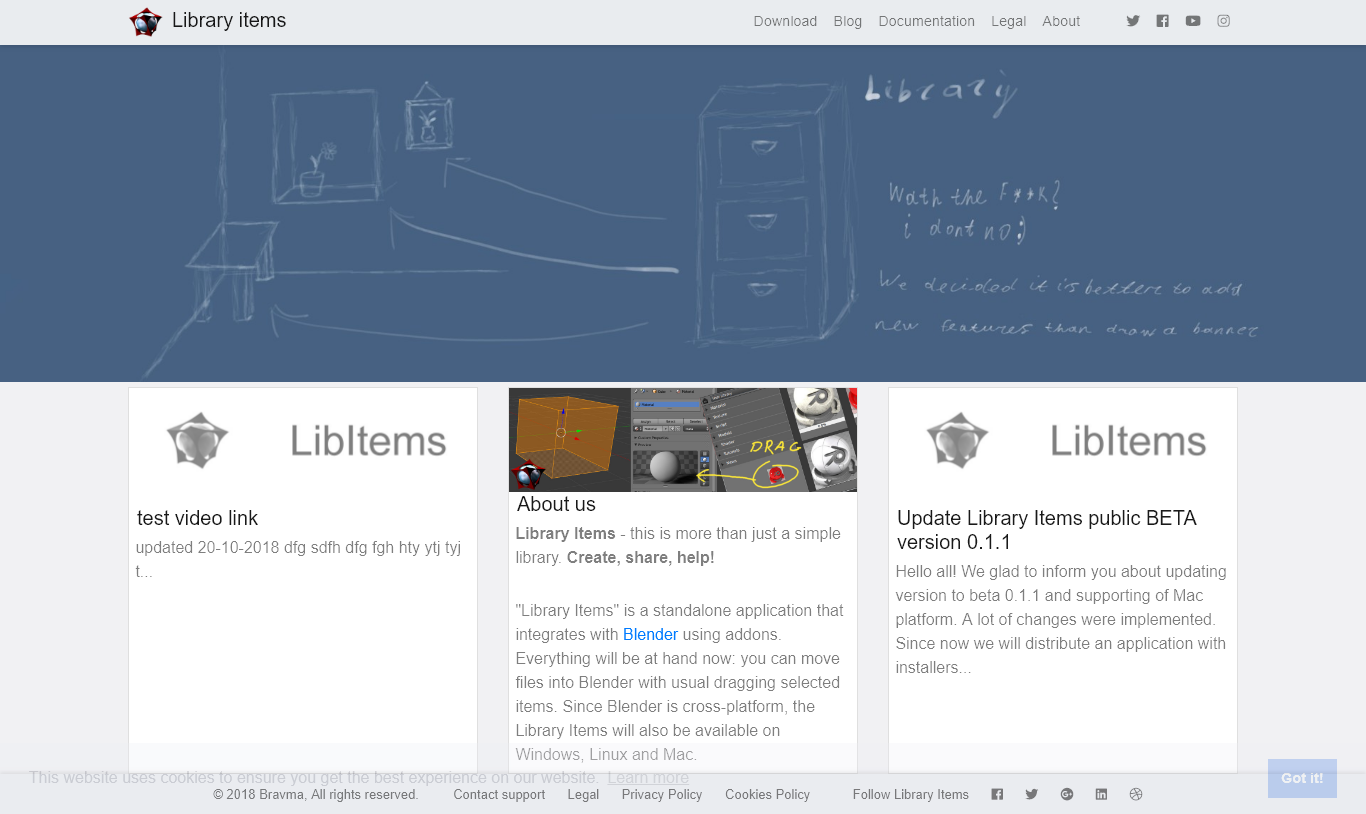 Library items
Download Blog Documentation Legal About
Library
Wath the F**K?
i dont no;)
We decided it is better to add
new features than draw a banner
LibItems
test video link
updated 20-10-2018 dfg sdfh dfg fgh hty ytj tyj
t...
DRAG
About us
Library Items - this is more than just a simple
library. Create, share, help!
"Library Items" is a standalone application that
integrates with Blender using addons.
Everything will be at hand now: you can move
files into Blender with usual dragging selected
items. Since Blender is cross-platform, the
Library Items will also be available on
Windows, Linux and Mac.
LibItems
Update Library Items public BETA
version 0.1.1
Hello all! We glad to inform you about updating
version to beta 0.1.1 and supporting of Mac
platform. A lot of changes were implemented.
Since now we will distribute an application with
installers...
This website uses cookies to ensure you get the best experience on our website. Learn more
Got it!
© 2018 Bravma, All rights reserved. Contact support Legal Privacy Policy Cookies Policy Follow Library Items